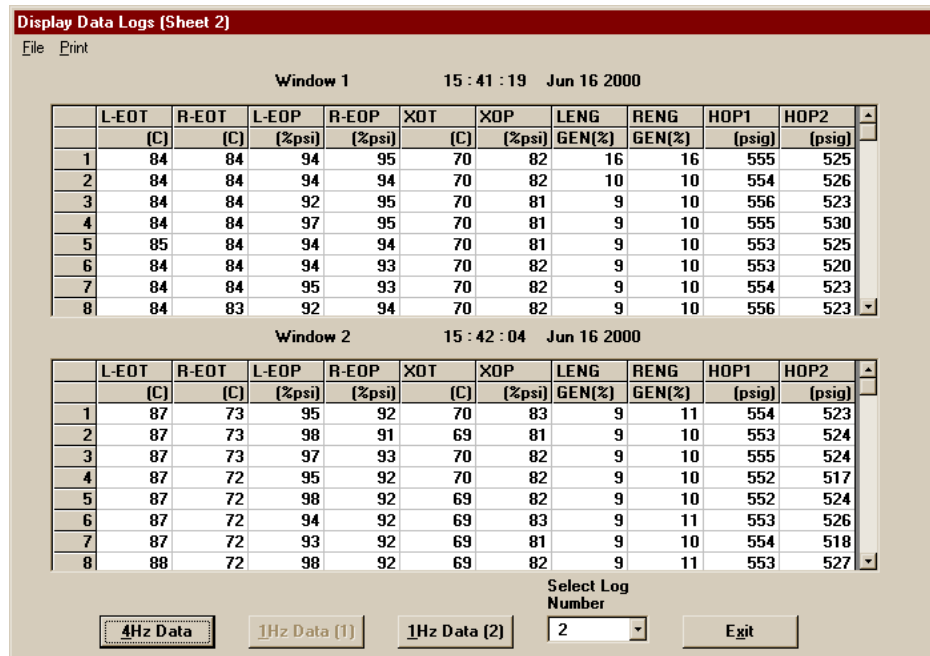 Display Data Logs (Sheet 2)
File Print
Window 1 15 : 41 : 19 Jun 16 2000
L-EOT R-EOT L-EOP R-EOP XOT XOP LENG RENG HOP1 HOP2
(C) (C) (%psi) (%psi) (C) (%psi) GEN(%) GEN(%) (psig) (psig)
1 84 84 94 95 70 82 16 16 555 525
2 84 84 94 94 70 82 10 10 554 526
3 84 84 92 95 70 81 9 10 556 523
4 84 84 97 95 70 81 9 10 555 530
5 85 84 94 94 70 81 9 10 553 525
6 84 84 94 93 70 82 9 10 553 520
7 84 84 95 93 70 82 9 10 554 523
8 84 83 92 94 70 82 9 10 556 523
Window 2 15 : 42 : 04 Jun 16 2000
L-EOT R-EOT L-EOP R-EOP XOT XOP LENG RENG HOP1 HOP2
(C) (C) (%psi) (%psi) (C) (%psi) GEN(%) GEN(%) (psig) (psig)
1 87 73 95 92 70 83 9 11 554 523
2 87 73 98 91 69 81 9 10 553 524
3 87 73 97 93 70 82 9 10 555 524
4 87 72 95 92 70 82 9 10 552 517
5 87 72 98 92 69 82 9 10 552 524
6 87 72 94 92 69 83 9 11 553 526
7 87 72 93 92 69 81 9 10 554 518
8 88 72 98 92 69 82 9 11 553 527
Select Log
Number
4Hz Data 1Hz Data (1) 1Hz Data (2) 2 Exit